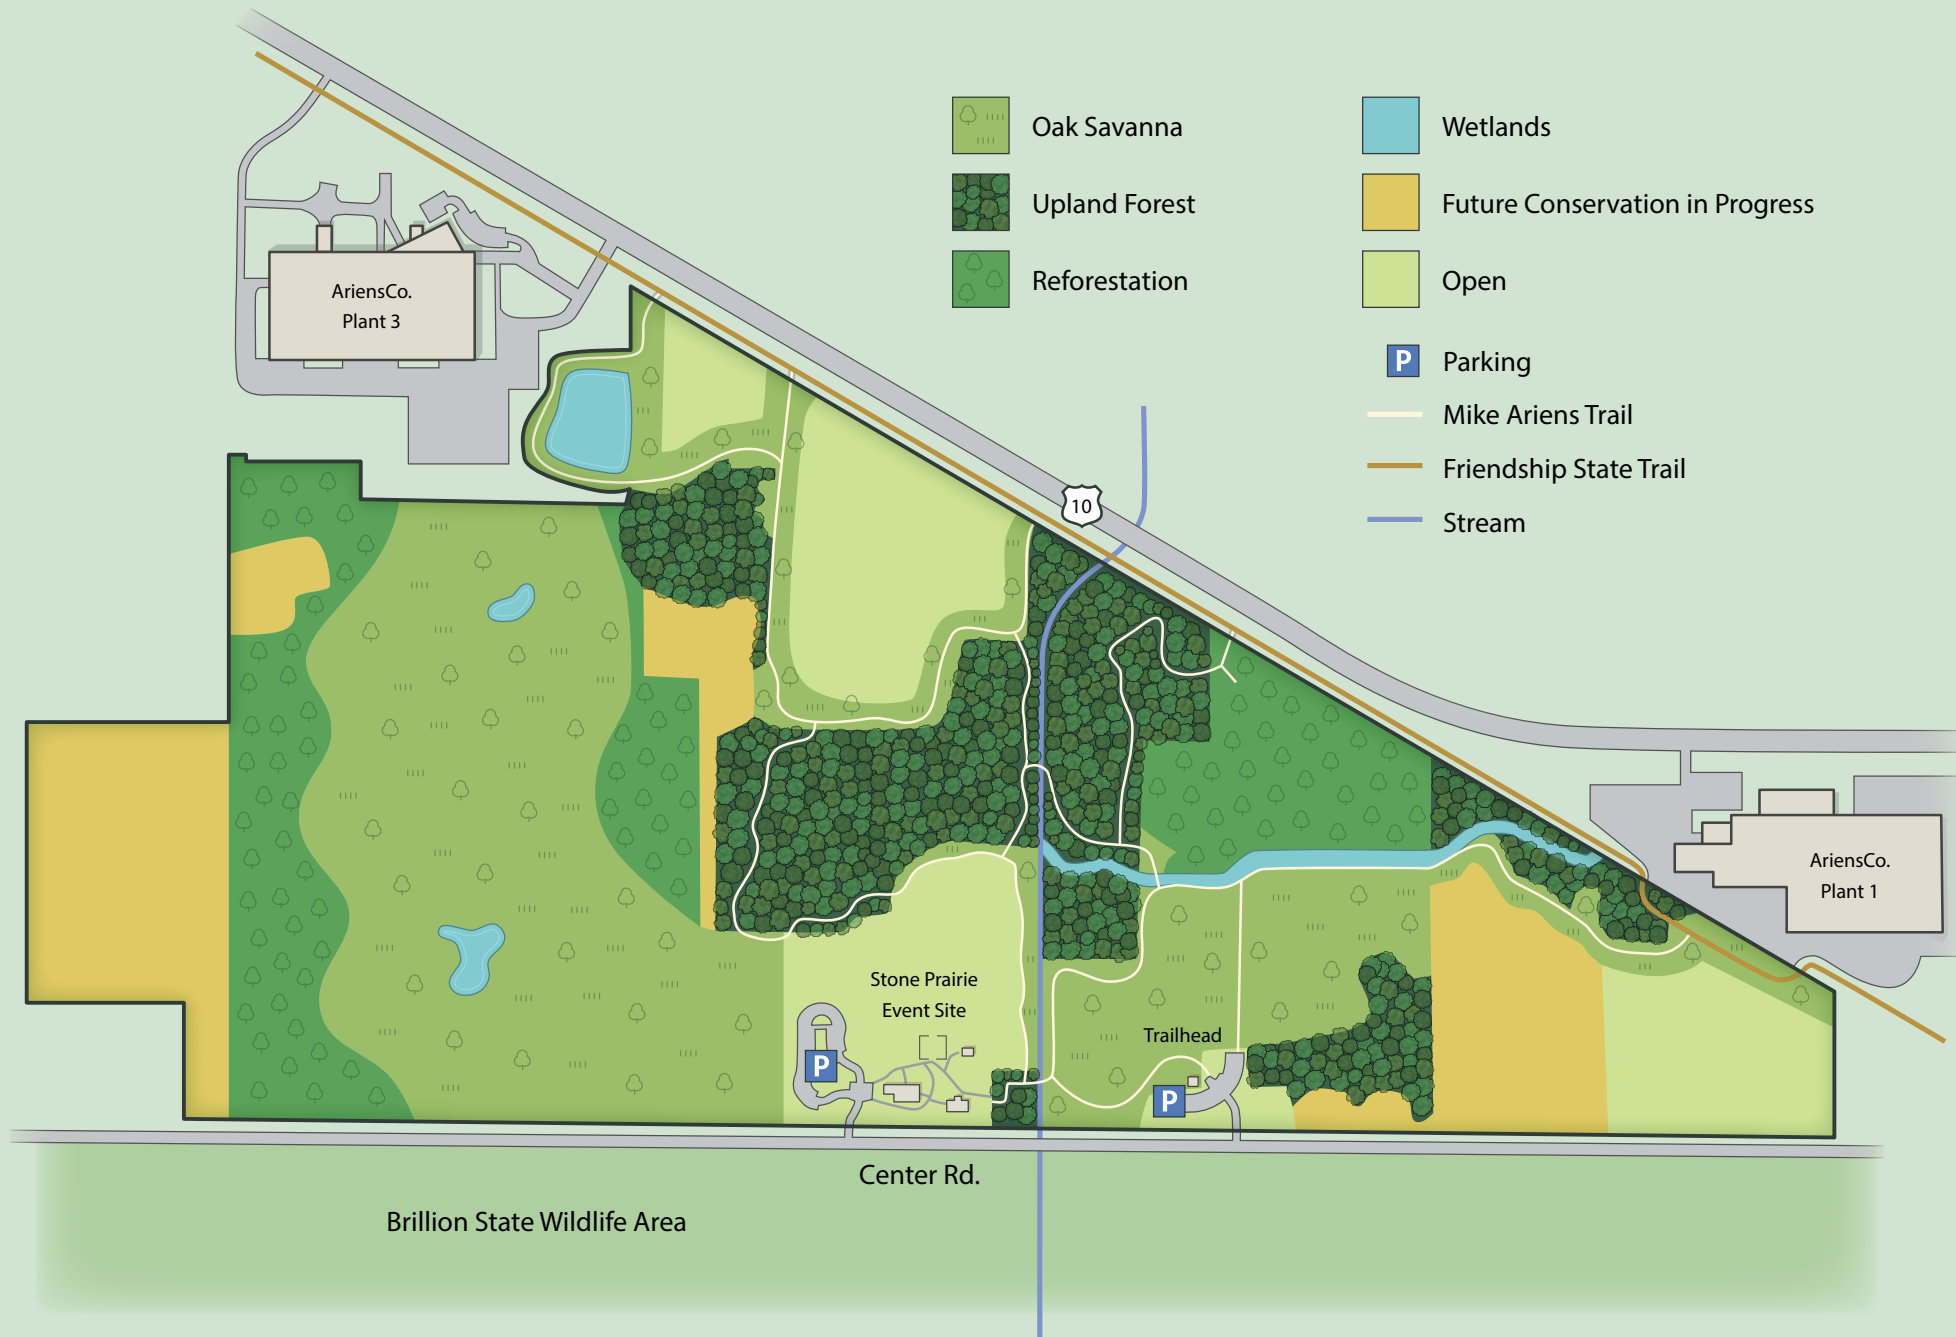 Oak Savanna
Upland Forest
Reforestation
Wetlands
Future Conservation in Progress
Open
P Parking
Mike Ariens Trail
Friendship State Trail
Stream
AriensCo.
Plant 3
10
AriensCo.
Plant 1
Stone Prairie
Event Site
P
Trailhead
P
Center Rd.
Brillion State Wildlife Area